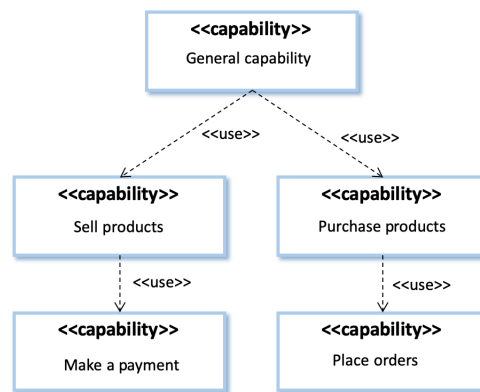 <<capability>>
General capability
<<use>>
<<use>>
<<capability>>
Sell products
<<capability>>
Purchase products
<<use>>
<<use>>
<<capability>>
Make a payment
<<capability>>
Place orders